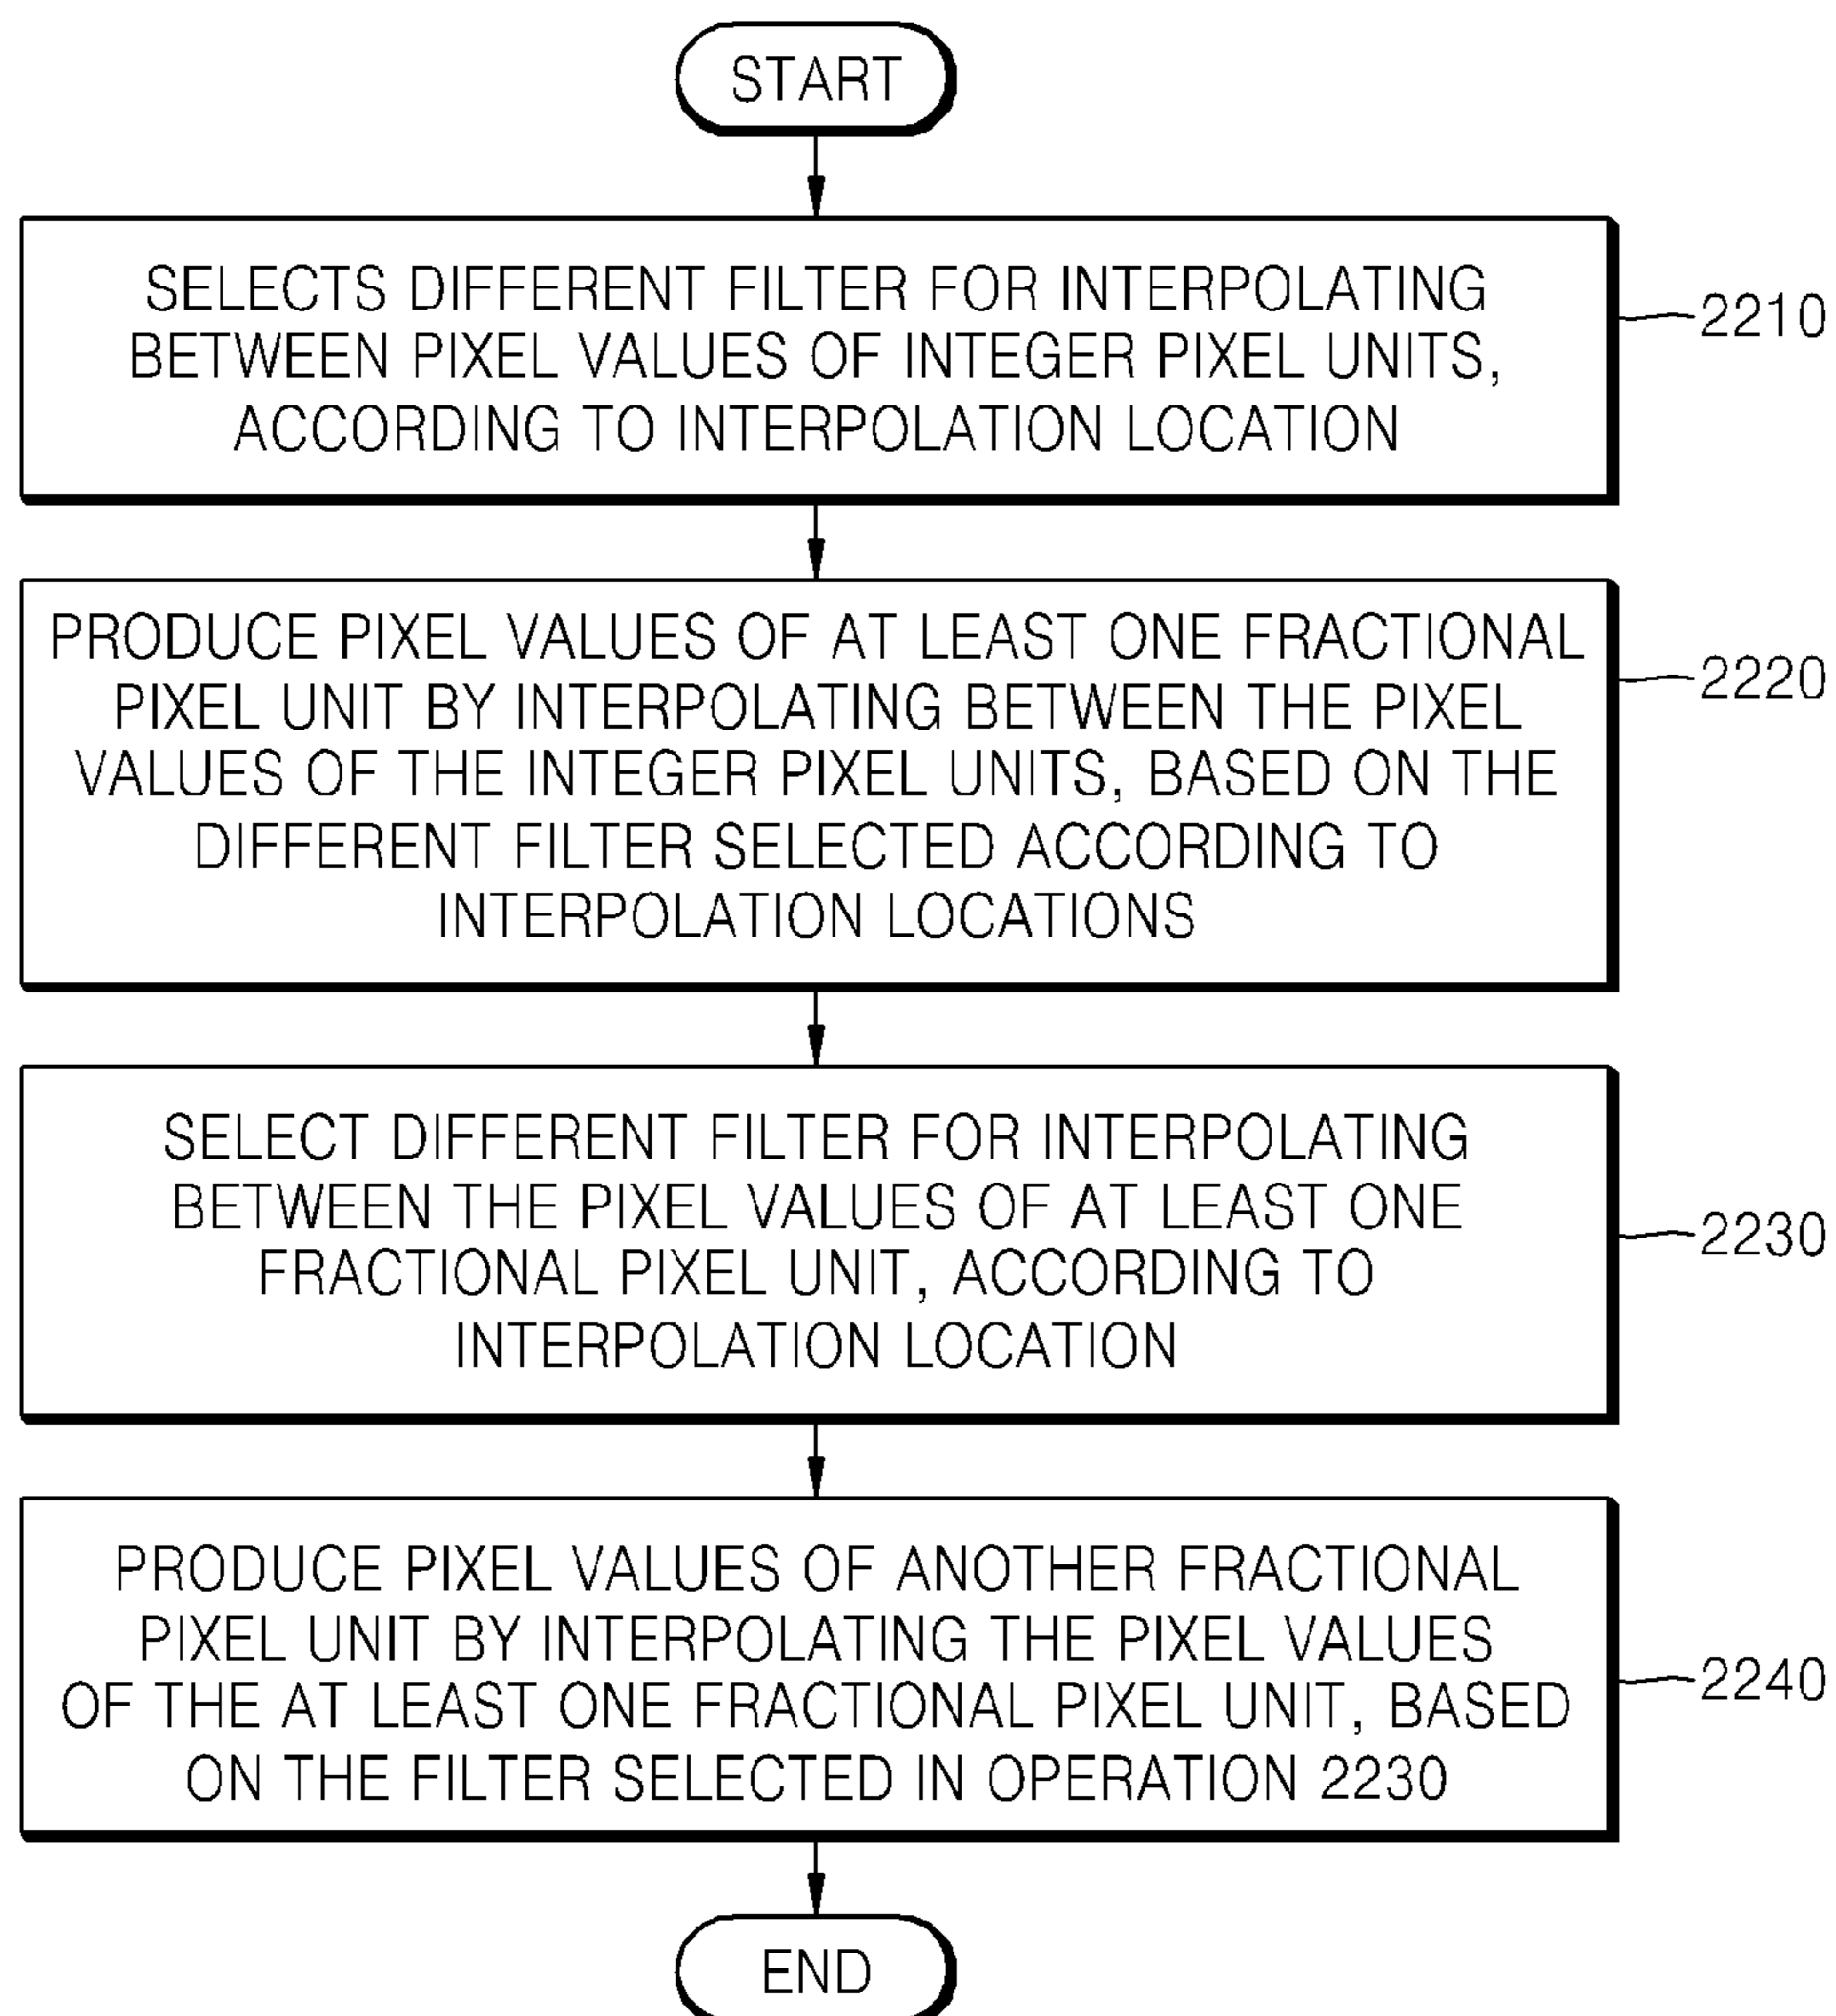 START
SELECTS DIFFERENT FILTER FOR INTERPOLATING
BETWEEN PIXEL VALUES OF INTEGER PIXEL UNITS,
ACCORDING TO INTERPOLATION LOCATION
2210
PRODUCE PIXEL VALUES OF AT LEAST ONE FRACTIONAL
PIXEL UNIT BY INTERPOLATING BETWEEN THE PIXEL
VALUES OF THE INTEGER PIXEL UNITS, BASED ON THE
DIFFERENT FILTER SELECTED ACCORDING TO
INTERPOLATION LOCATIONS
2220
SELECT DIFFERENT FILTER FOR INTERPOLATING
BETWEEN THE PIXEL VALUES OF AT LEAST ONE
FRACTIONAL PIXEL UNIT, ACCORDING TO
INTERPOLATION LOCATION
2230
PRODUCE PIXEL VALUES OF ANOTHER FRACTIONAL
PIXEL UNIT BY INTERPOLATING THE PIXEL VALUES
OF THE AT LEAST ONE FRACTIONAL PIXEL UNIT, BASED
ON THE FILTER SELECTED IN OPERATION 2230
2240
END